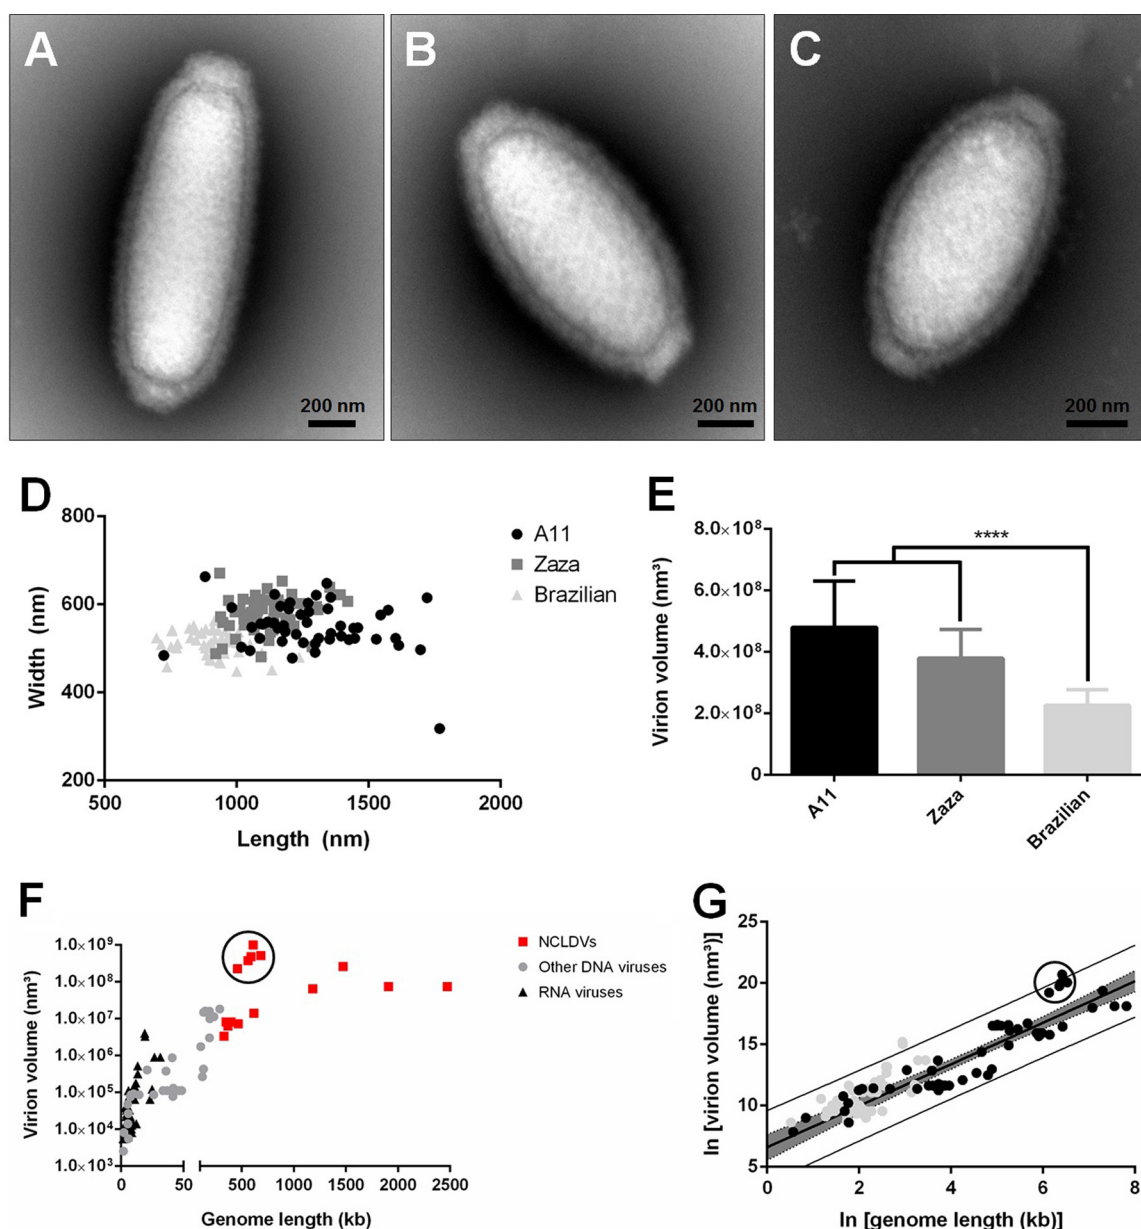 A
B
C
200 nm
200 nm
200 nm
D
800
600
400
200
500
1000
1500
2000
Width (nm)
Length (nm)
A11
Zaza
Brazilian
E
****
8.0×10⁸
6.0×10⁸
4.0×10⁸
2.0×10⁸
0
Virion volume (nm³)
A11
Zaza
Brazilian
F
1.0×10⁹
1.0×10⁸
1.0×10⁷
1.0×10⁶
1.0×10⁵
1.0×10⁴
1.0×10³
0
50
500
1000
1500
2000
2500
Virion volume (nm³)
Genome length (kb)
NCLDVs
Other DNA viruses
RNA viruses
G
25
20
15
10
5
0
2
4
6
8
ln [virion volume (nm³)]
ln [genome length (kb)]